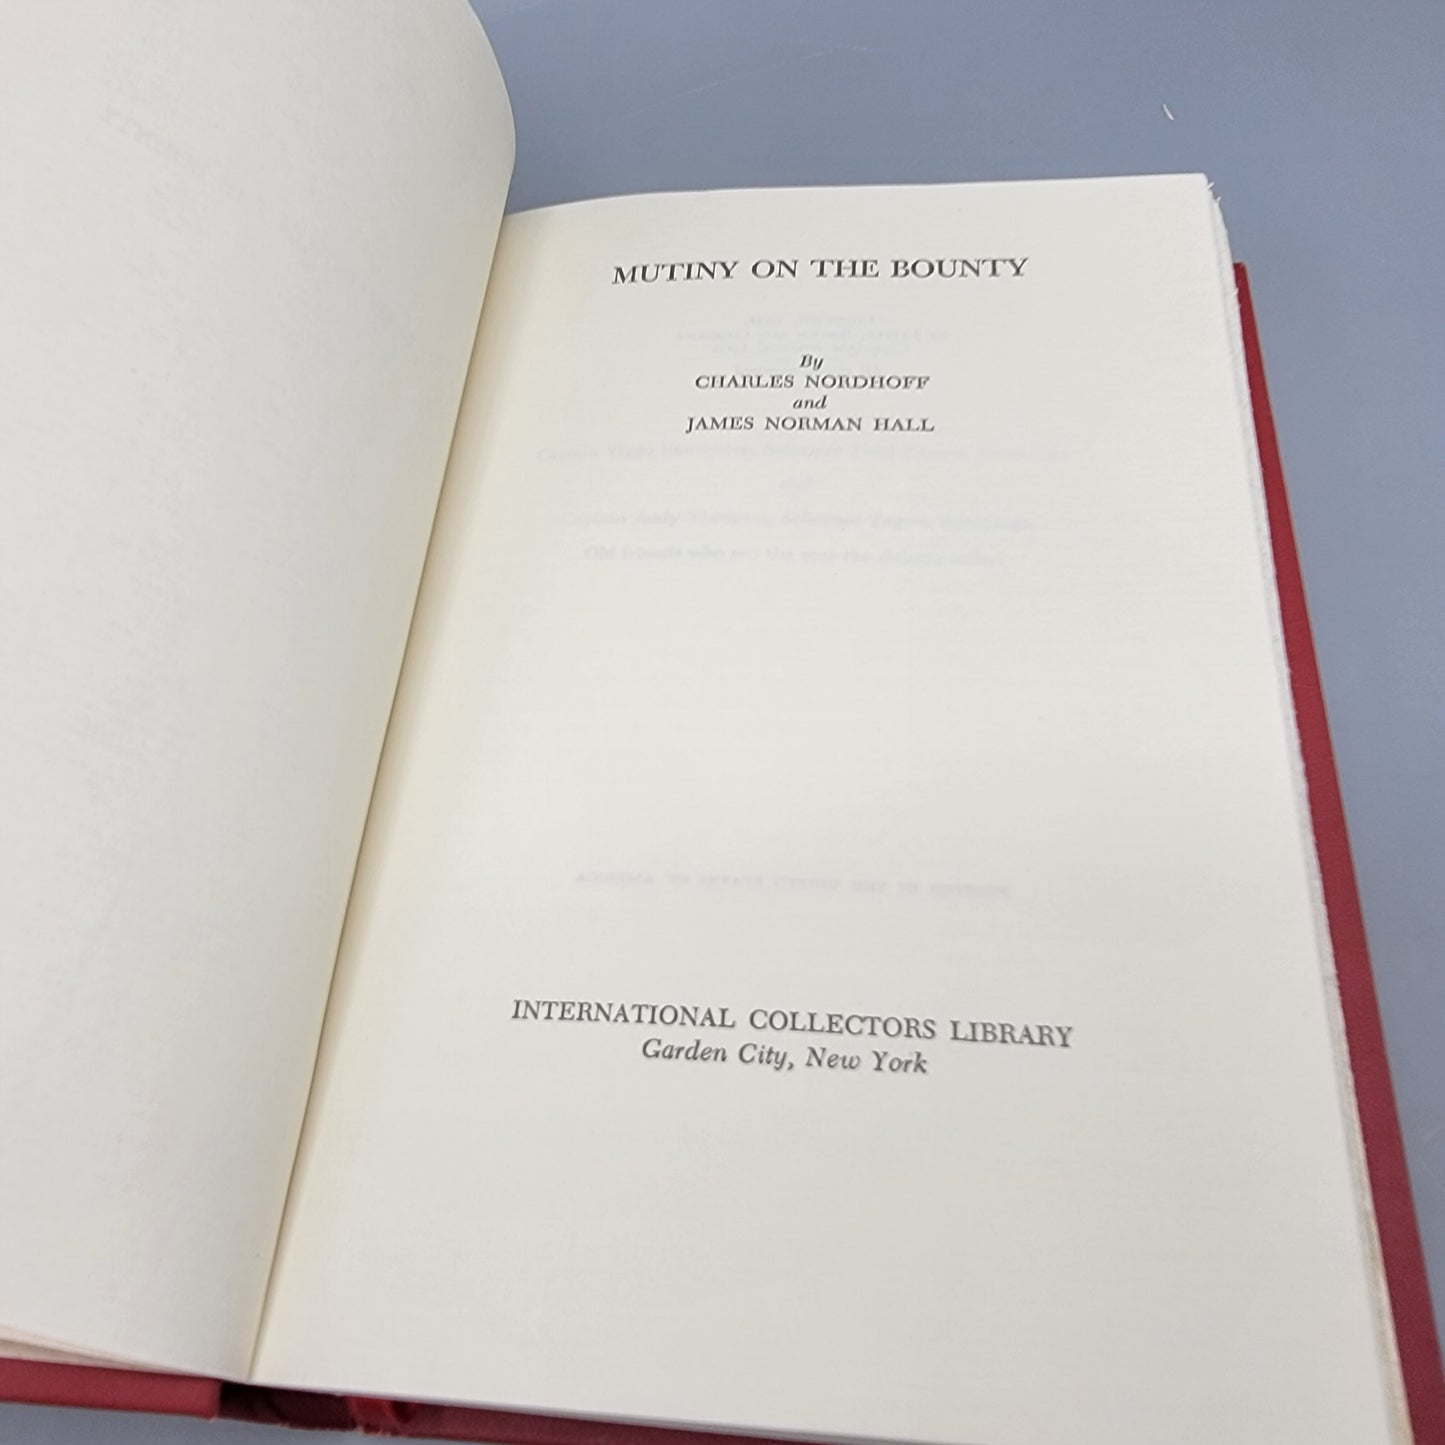 MUTINY ON THE BOUNTY
By
CHARLES NORDHOFF
and
JAMES NORMAN HALL
INTERNATIONAL COLLECTORS LIBRARY
Garden City, New York